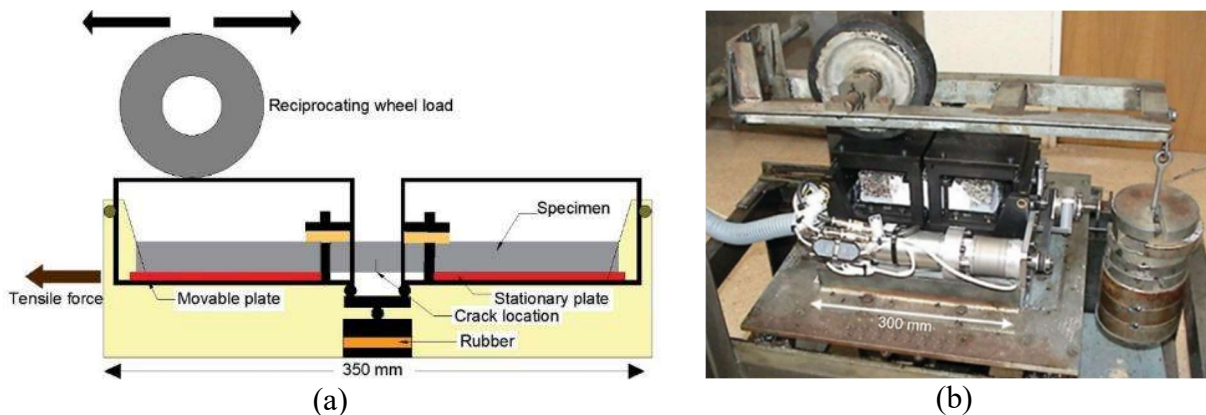 Reciprocating wheel load
Specimen
Tensile force
Movable plate
Stationary plate
Crack location
Rubber
350 mm
(a)
300 mm
(b)